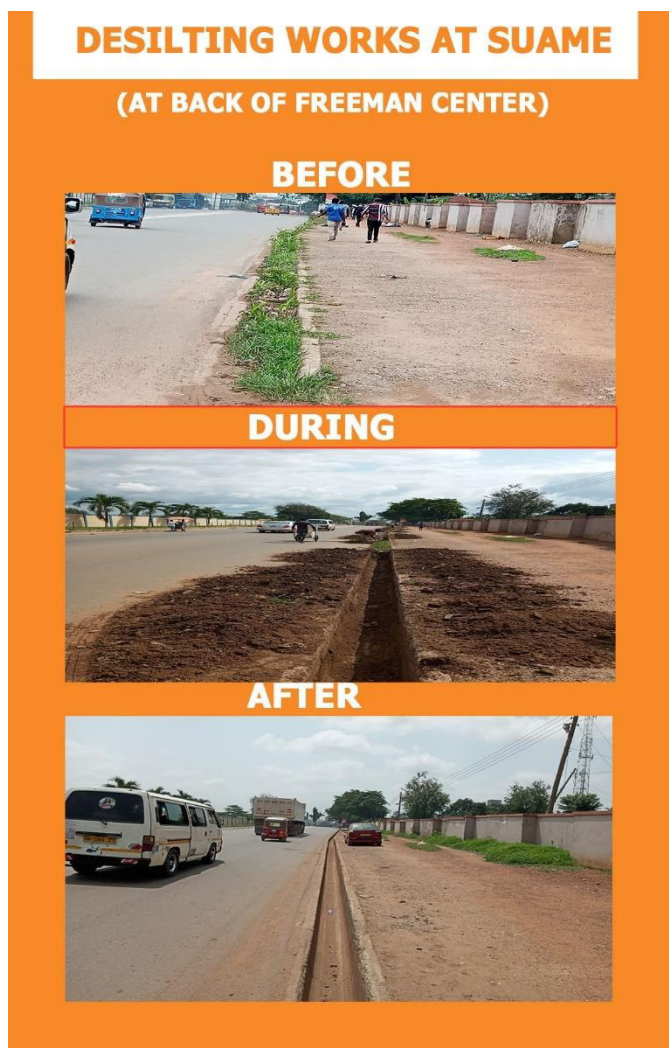 DESILTING WORKS AT SUAME
(AT BACK OF FREEMAN CENTER)
BEFORE
DURING
AFTER